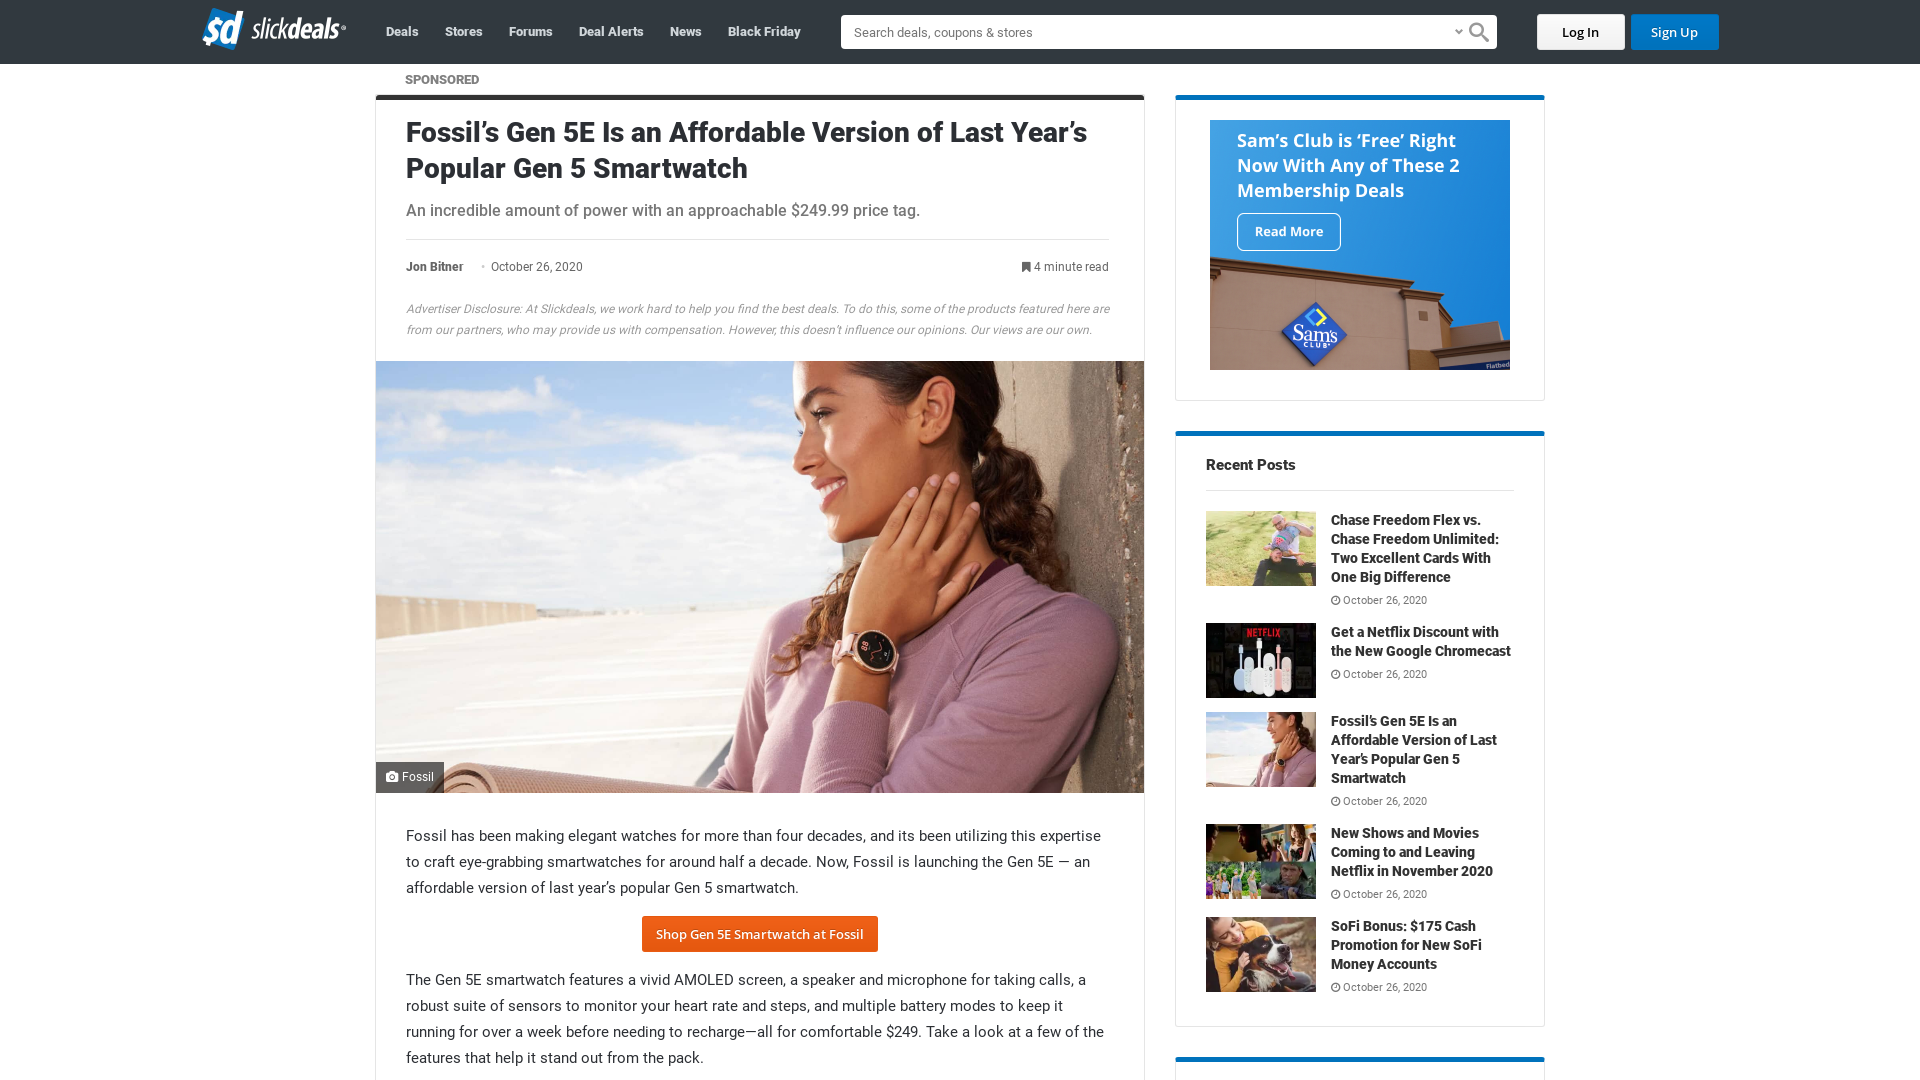 $d slickdeals
Deals
Stores
Forums
Deal Alerts
News
Black Friday
Search deals, coupons & stores
Log In
Sign Up
SPONSORED
Fossil’s Gen 5E Is an Affordable Version of Last Year’s
Popular Gen 5 Smartwatch
An incredible amount of power with an approachable $249.99 price tag.
Jon Bitner • October 26, 2020
4 minute read
Advertiser Disclosure: At Slickdeals, we work hard to help you find the best deals. To do this, some of the products featured here are
from our partners, who may provide us with compensation. However, this doesn’t influence our opinions. Our views are our own.
Fossil
Fossil has been making elegant watches for more than four decades, and its been utilizing this expertise
to craft eye-grabbing smartwatches for around half a decade. Now, Fossil is launching the Gen 5E — an
affordable version of last year’s popular Gen 5 smartwatch.
Shop Gen 5E Smartwatch at Fossil
The Gen 5E smartwatch features a vivid AMOLED screen, a speaker and microphone for taking calls, a
robust suite of sensors to monitor your heart rate and steps, and multiple battery modes to keep it
running for over a week before needing to recharge—all for comfortable $249. Take a look at a few of the
features that help it stand out from the pack.
Sam’s Club is ‘Free’ Right
Now With Any of These 2
Membership Deals
Read More
Sam's
CLUB
Flatbed
Recent Posts
Chase Freedom Flex vs.
Chase Freedom Unlimited:
Two Excellent Cards With
One Big Difference
October 26, 2020
NETFLIX
Get a Netflix Discount with
the New Google Chromecast
October 26, 2020
Fossil’s Gen 5E Is an
Affordable Version of Last
Year’s Popular Gen 5
Smartwatch
October 26, 2020
New Shows and Movies
Coming to and Leaving
Netflix in November 2020
October 26, 2020
SoFi Bonus: $175 Cash
Promotion for New SoFi
Money Accounts
October 26, 2020